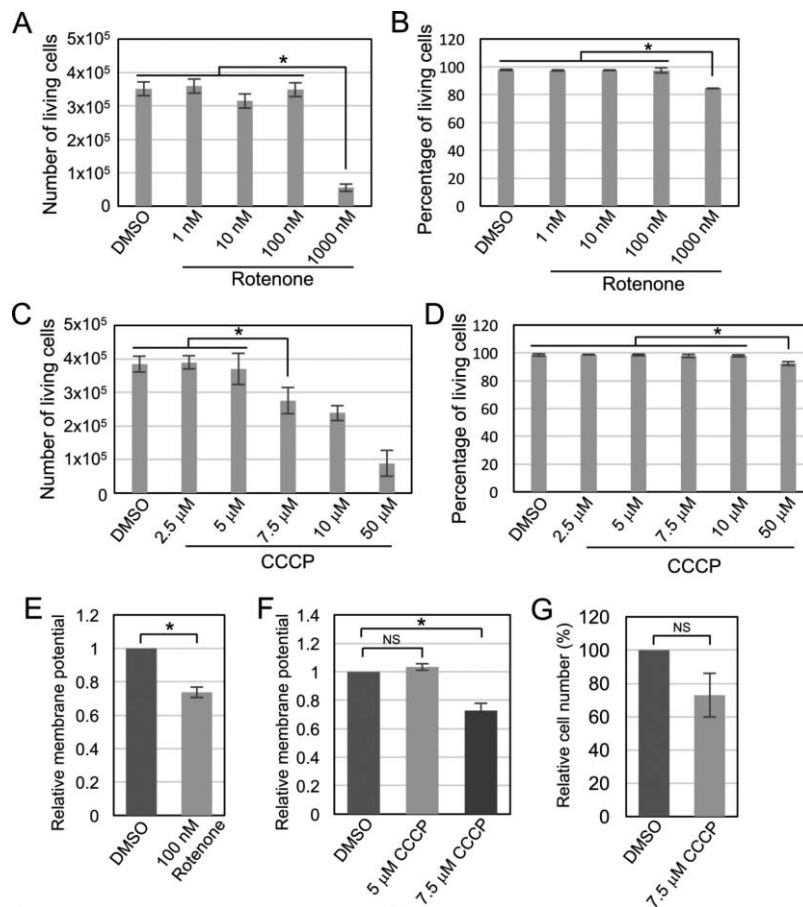 A
Number of living cells
5x10⁵
4x10⁵
3x10⁵
2x10⁵
1x10⁵
0
*
DMSO
1 nM
10 nM
100 nM
1000 nM
Rotenone
B
Percentage of living cells
120
100
80
60
40
20
0
*
DMSO
1 nM
10 nM
100 nM
1000 nM
Rotenone
C
Number of living cells
5x10⁵
4x10⁵
3x10⁵
2x10⁵
1x10⁵
0
*
DMSO
2.5 μM
5 μM
7.5 μM
10 μM
50 μM
CCCP
D
Percentage of living cells
120
100
80
60
40
20
0
*
DMSO
2.5 μM
5 μM
7.5 μM
10 μM
50 μM
CCCP
E
Relative membrane potential
1.2
1
0.8
0.6
0.4
0.2
0
*
DMSO
100 nM
Rotenone
F
Relative membrane potential
1.4
1.2
1
0.8
0.6
0.4
0.2
0
*
NS
DMSO
5 μM CCCP
7.5 μM CCCP
G
Relative cell number (%)
120
100
80
60
40
20
0
NS
DMSO
7.5 μM CCCP